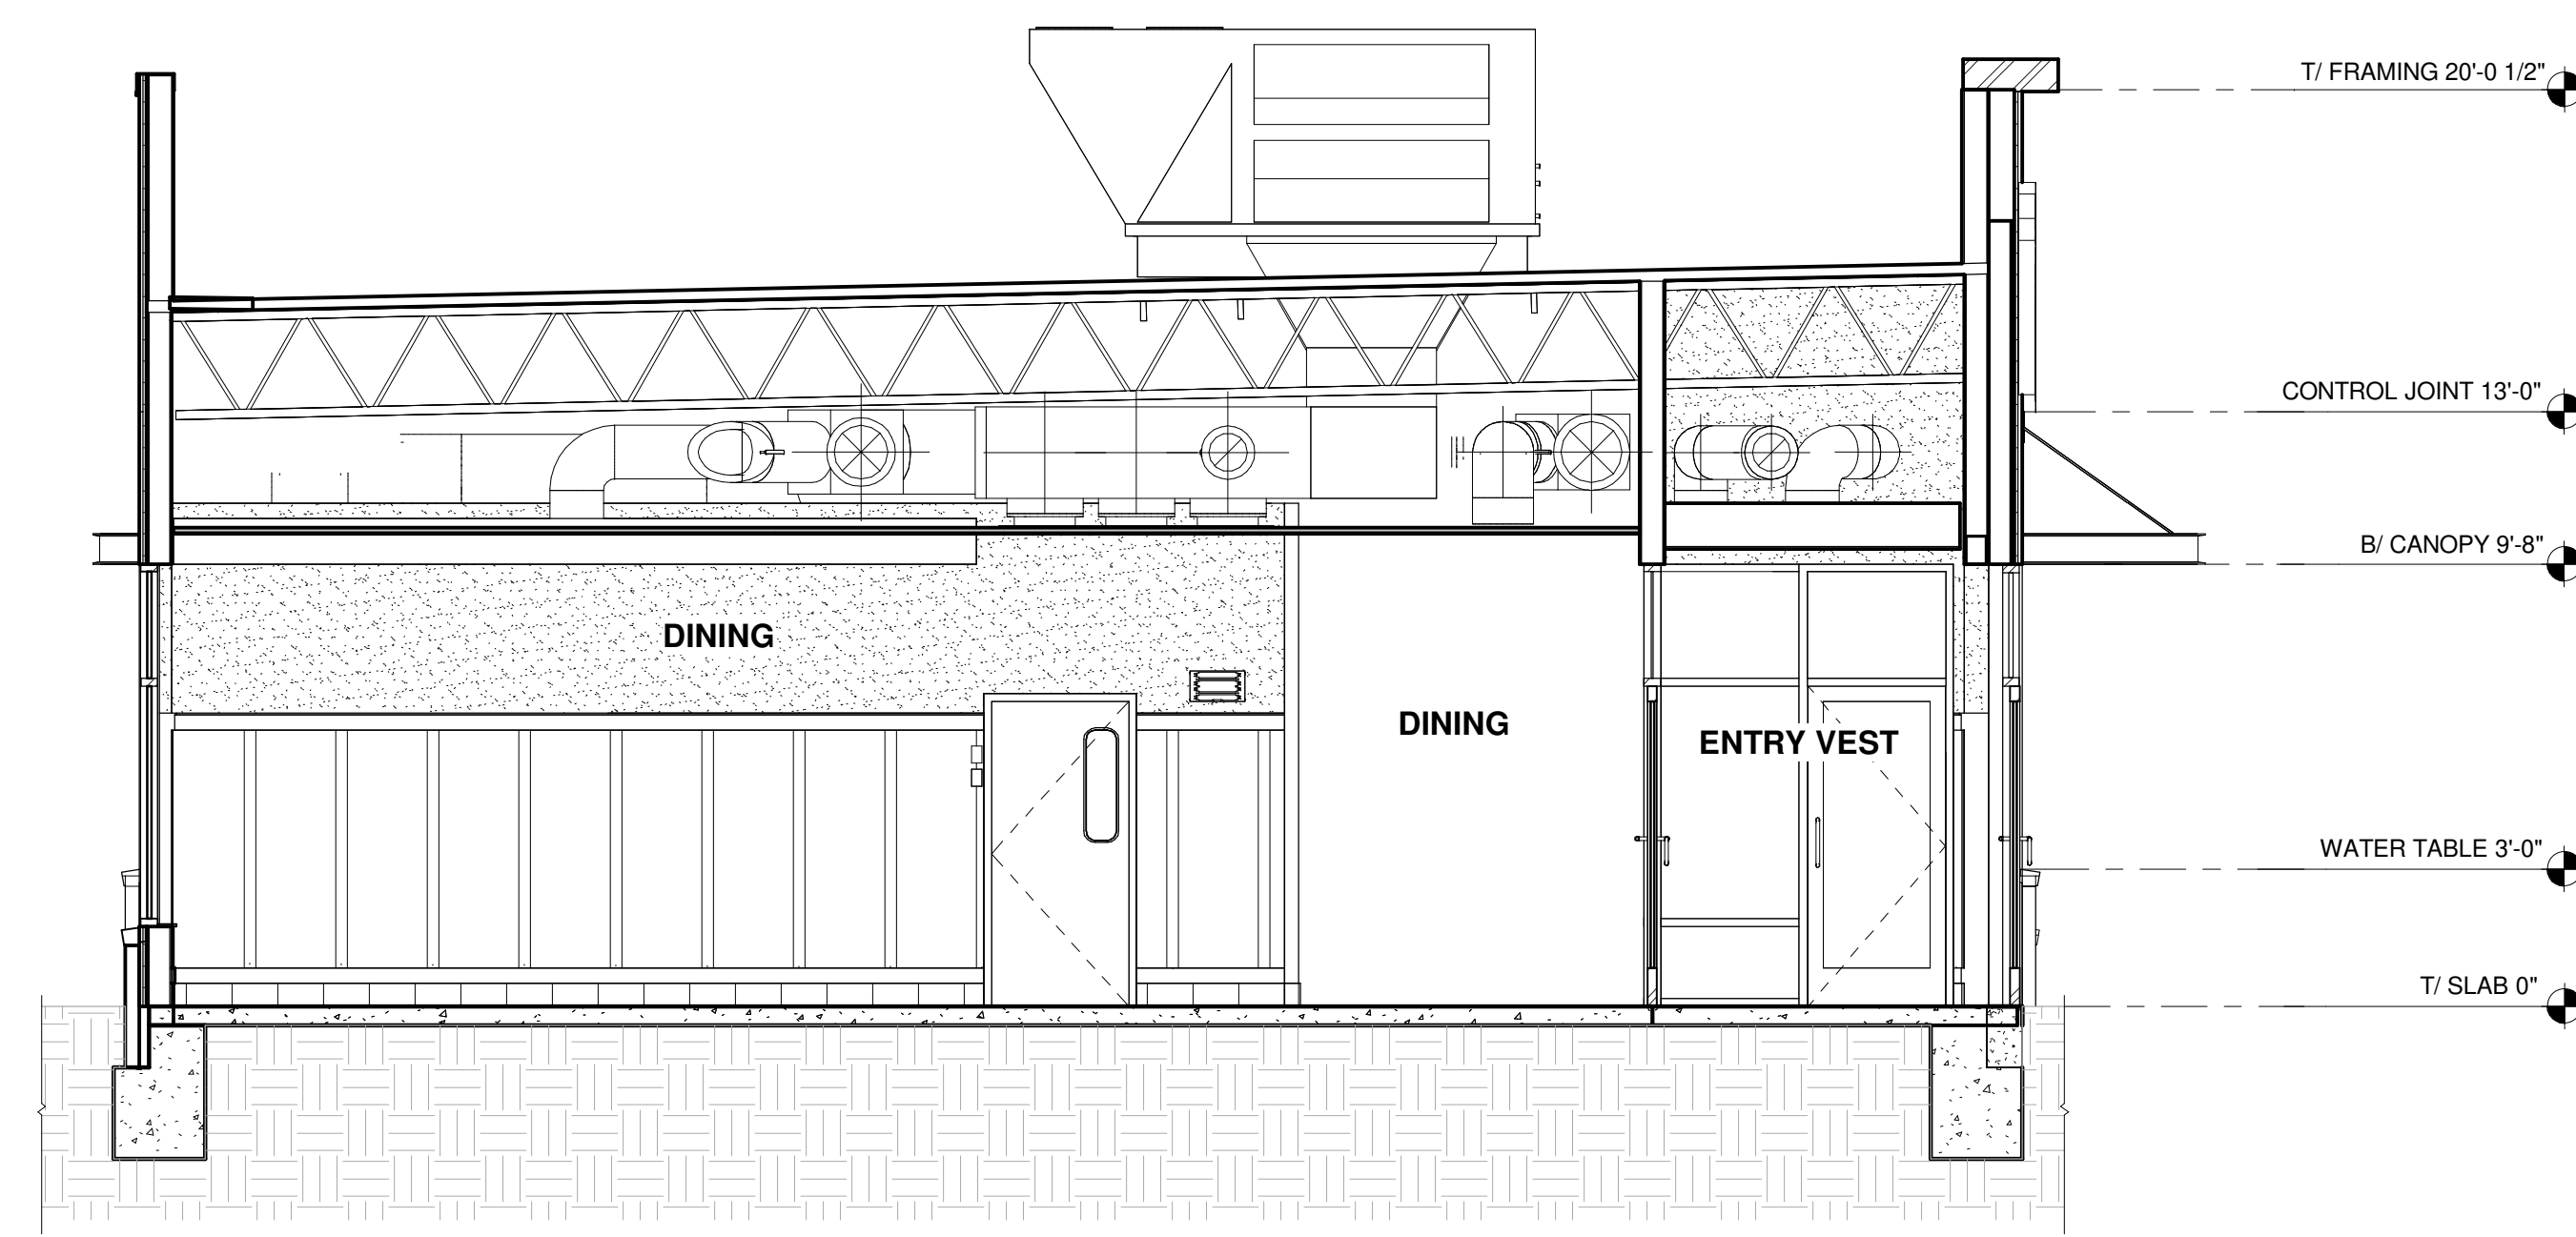 T/ FRAMING 20'-0 1/2"
CONTROL JOINT 13'-0"
B/ CANOPY 9'-8"
DINING
DINING
ENTRY VEST
WATER TABLE 3'-0"
T/ SLAB 0"